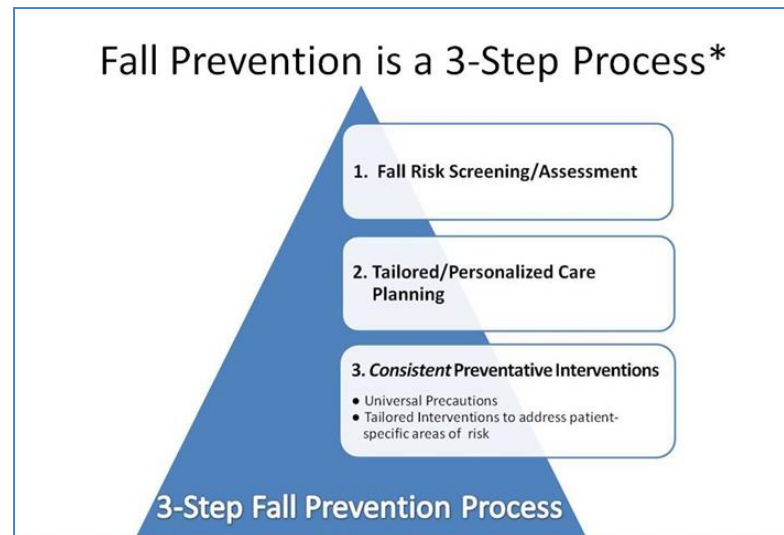 Fall Prevention is a 3-Step Process*
1. Fall Risk Screening/Assessment
2. Tailored/Personalized Care
Planning
3. Consistent Preventative Interventions
● Universal Precautions
● Tailored Interventions to address patient-
specific areas of risk
3-Step Fall Prevention Process